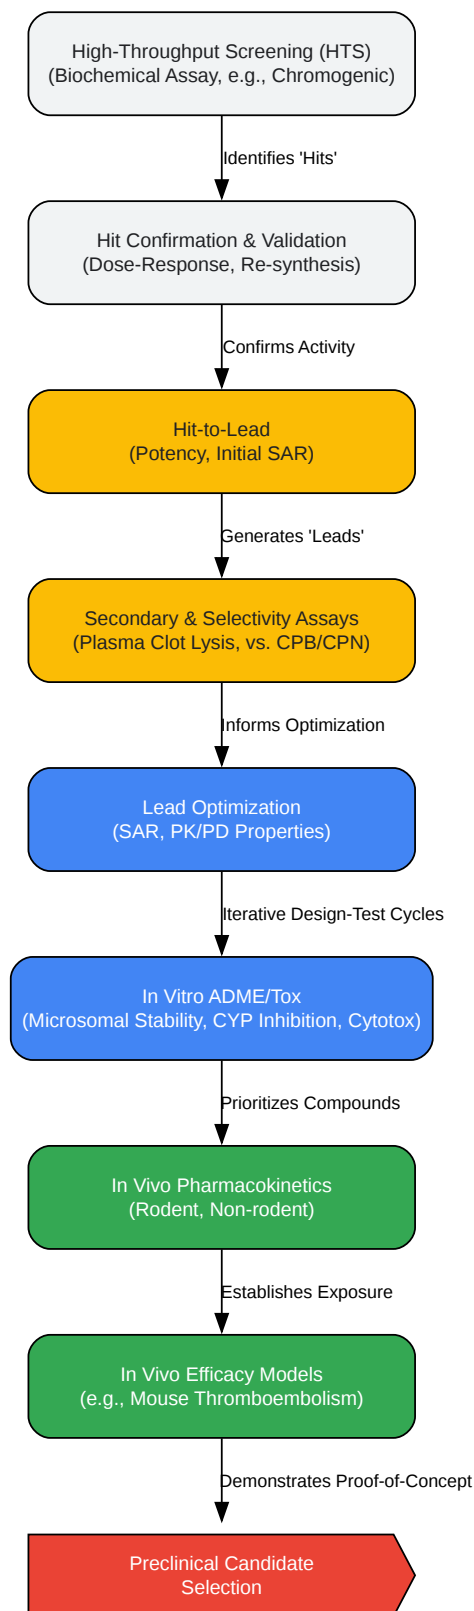 High-Throughput Screening (HTS)
(Biochemical Assay, e.g., Chromogenic)
Identifies 'Hits'
Hit Confirmation & Validation
(Dose-Response, Re-synthesis)
Confirms Activity
Hit-to-Lead
(Potency, Initial SAR)
Generates 'Leads'
Secondary & Selectivity Assays
(Plasma Clot Lysis, vs. CPB/CPN)
Informs Optimization
Lead Optimization
(SAR, PK/PD Properties)
Iterative Design-Test Cycles
In Vitro ADME/Tox
(Microsomal Stability, CYP Inhibition, Cytotox)
Prioritizes Compounds
In Vivo Pharmacokinetics
(Rodent, Non-rodent)
Establishes Exposure
In Vivo Efficacy Models
(e.g., Mouse Thromboembolism)
Demonstrates Proof-of-Concept
Preclinical Candidate
Selection